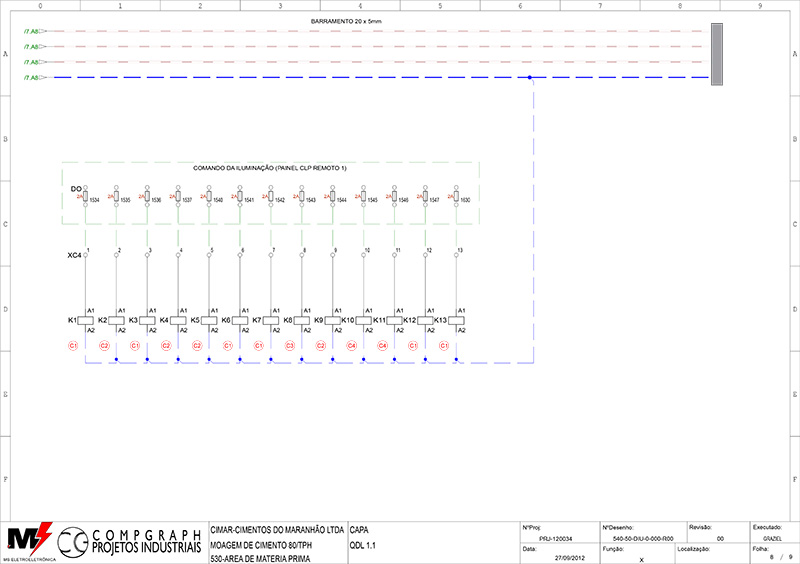 0 1 2 3 4 5 6 7 8 9
BARRAMENTO 20 x 5mm
/7.A8
/7.A8
/7.A8
/7.A8
A A
B B
COMANDO DA ILUMINAÇÃO (PAINEL CLP REMOTO 1)
DO
2A 2A 2A 2A 2A 2A 2A 2A 2A 2A 2A 2A 2A
1534 1535 1536 1537 1540 1541 1542 1543 1544 1545 1546 1547 1630
C C
XC4 1 2 3 4 5 6 7 8 9 10 11 12 13
D D
A1 A1 A1 A1 A1 A1 A1 A1 A1 A1 A1 A1 A1
K1 K2 K3 K4 K5 K6 K7 K8 K9 K10 K11 K12 K13
A2 A2 A2 A2 A2 A2 A2 A2 A2 A2 A2 A2 A2
C1 C2 C1 C2 C2 C1 C1 C3 C2 C4 C4 C1 C1
E E
F F
MS
MS ELETROELETRÔNICA
CG COMPGRAPH
PROJETOS INDUSTRIAIS
CIMAR-CIMENTOS DO MARANHÃO LTDA
MOAGEM DE CIMENTO 80/TPH
530-AREA DE MATERIA PRIMA
CAPA
QDL 1.1
NºProj:
PRJ-120034
Data:
27/09/2012
NºDesenho:
540-50-DIU-0-000-R00
Função:
X
Revisão:
00
Localização:
Executado:
GRAZIEL
Folha:
8 / 9